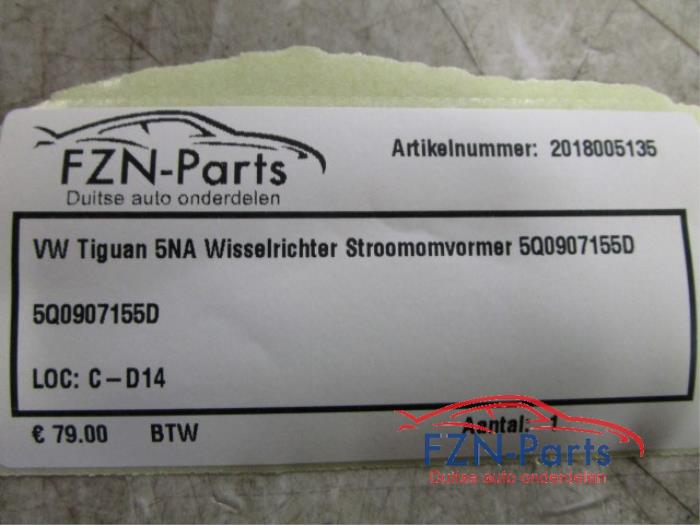 FZN-Parts
Duitse auto onderdelen
Artikelnummer: 2018005135
VW Tiguan 5NA Wisselrichter Stroomomvormer 5Q0907155D
5Q0907155D
LOC: C-D14
€ 79.00 BTW
Aantal: 1
FZN-Parts
Duitse auto onderdelen